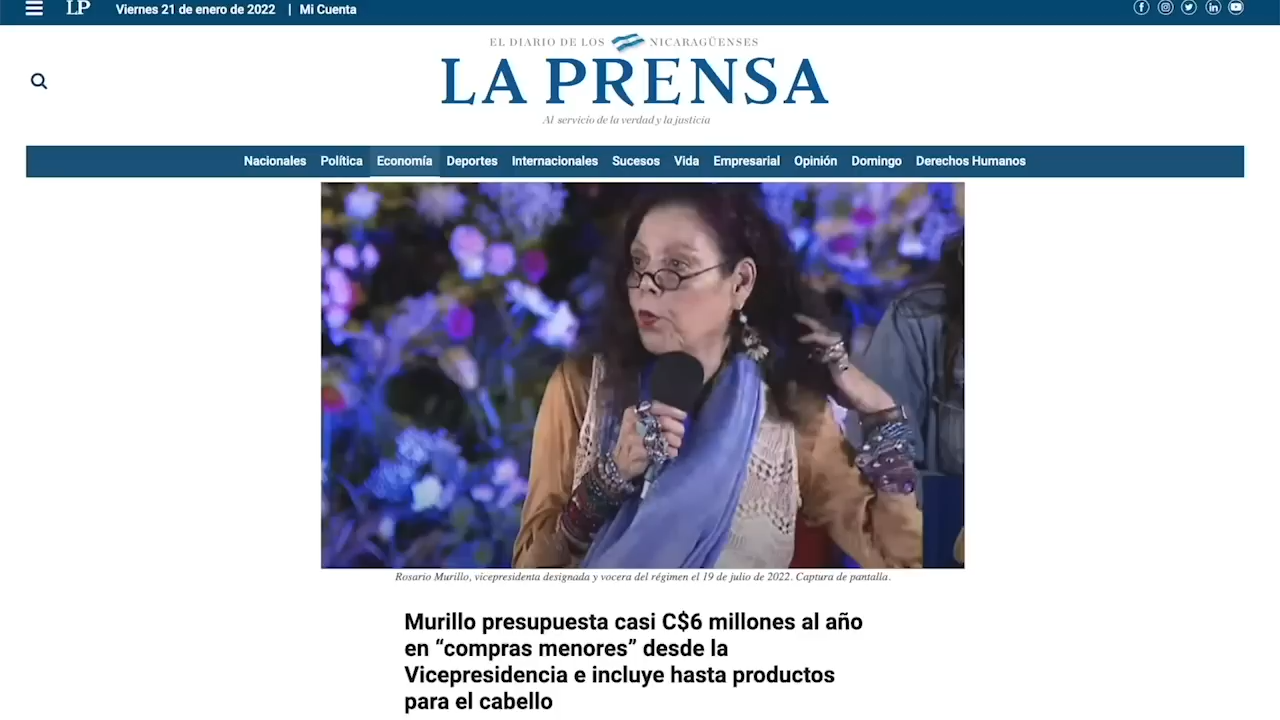 LP Viernes 21 de enero de 2022 | Mi Cuenta
EL DIARIO DE LOS NICARAGÜENSES
LA PRENSA
Al servicio de la verdad y la justicia
Nacionales Política Economía Deportes Internacionales Sucesos Vida Empresarial Opinión Domingo Derechos Humanos
Rosario Murillo, vicepresidenta designada y vocera del régimen el 19 de julio de 2022. Captura de pantalla.
Murillo presupuesta casi C$6 millones al año
en “compras menores” desde la
Vicepresidencia e incluye hasta productos
para el cabello